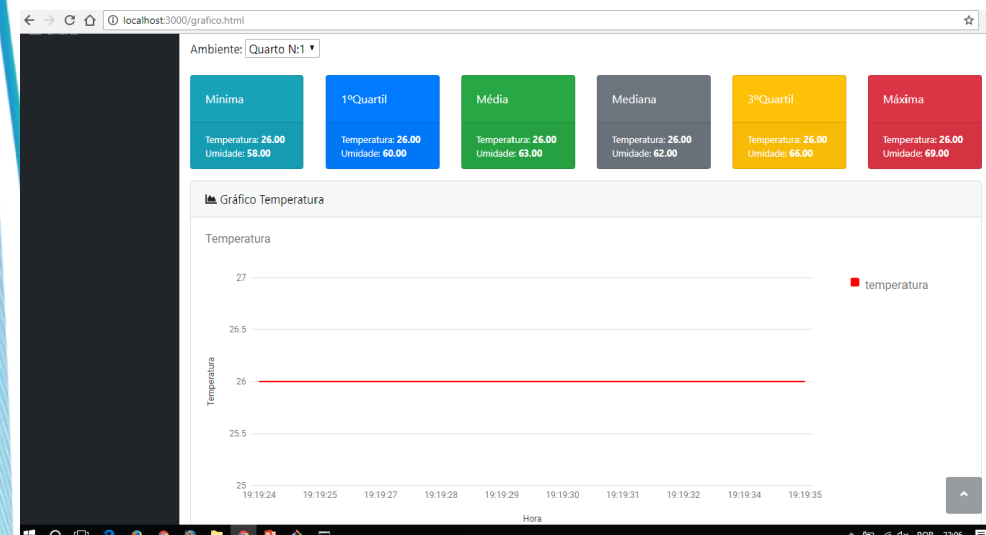 localhost:3000/grafico.html
Ambiente: Quarto N:1
Minima
Temperatura: 26.00
Umidade: 58.00
1ºQuartil
Temperatura: 26.00
Umidade: 60.00
Média
Temperatura: 26.00
Umidade: 63.00
Mediana
Temperatura: 26.00
Umidade: 62.00
3ºQuartil
Temperatura: 26.00
Umidade: 66.00
Máxima
Temperatura: 26.00
Umidade: 69.00
Gráfico Temperatura
Temperatura
27
26.5
26
25.5
25
Temperatura
temperatura
19:19:24 19:19:25 19:19:27 19:19:28 19:19:29 19:19:30 19:19:31 19:19:32 19:19:34 19:19:35
Hora
POR 22:06